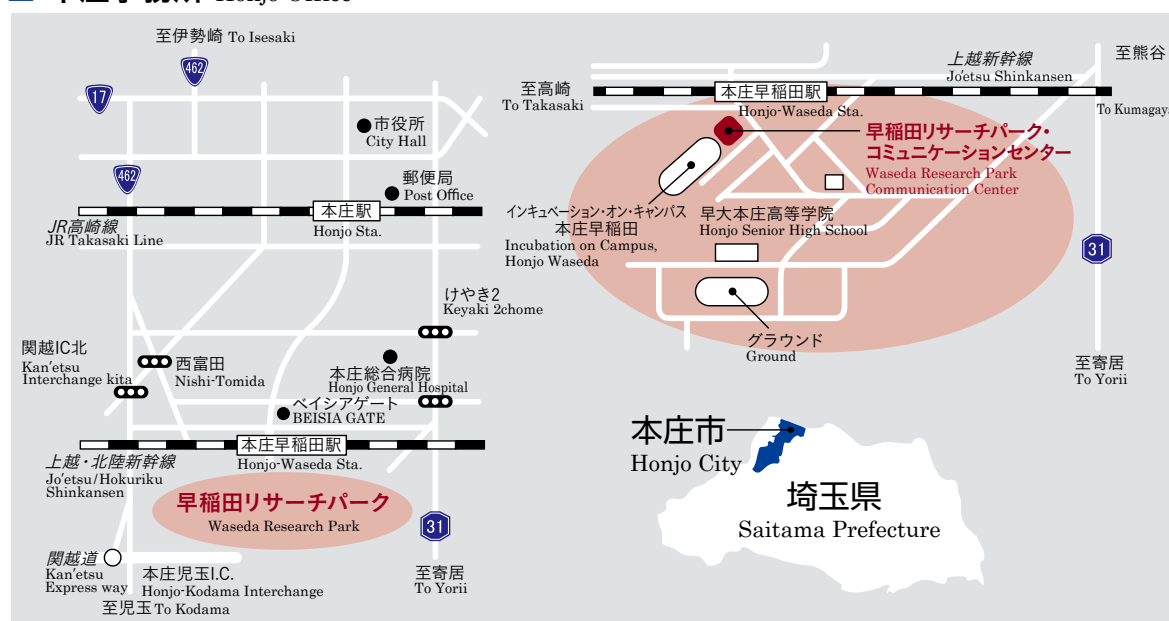 至伊勢崎 To Isesaki
462
17
市役所
City Hall
462
郵便局
Post Office
本庄駅
Honjo Sta.
JR高崎線
JR Takasaki Line
けやき2
Keyaki 2chome
関越IC北
Kan'etsu
Interchange kita
西富田
Nishi-Tomida
本庄総合病院
Honjo General Hospital
ベイシアゲート
BEISIA GATE
本庄早稲田駅
Honjo-Waseda Sta.
上越・北陸新幹線
Jo'etsu/Hokuriku
Shinkansen
早稲田リサーチパーク
Waseda Research Park
31
関越道
Kan'etsu
Express way
本庄児玉I.C.
Honjo-Kodama Interchange
至児玉 To Kodama
至寄居
To Yorii
上越新幹線
Jo'etsu Shinkansen
至熊谷
To Kumagay
至高崎
To Takasaki
本庄早稲田駅
Honjo-Waseda Sta.
早稲田リサーチパーク・
コミュニケーションセンター
Waseda Research Park
Communication Center
インキュベーション・オン・キャンパス
本庄早稲田
Incubation on Campus,
Honjo Waseda
早大本庄高等学院
Honjo Senior High School
31
グラウンド
Ground
至寄居
To Yorii
本庄市
Honjo City
埼玉県
Saitama Prefecture